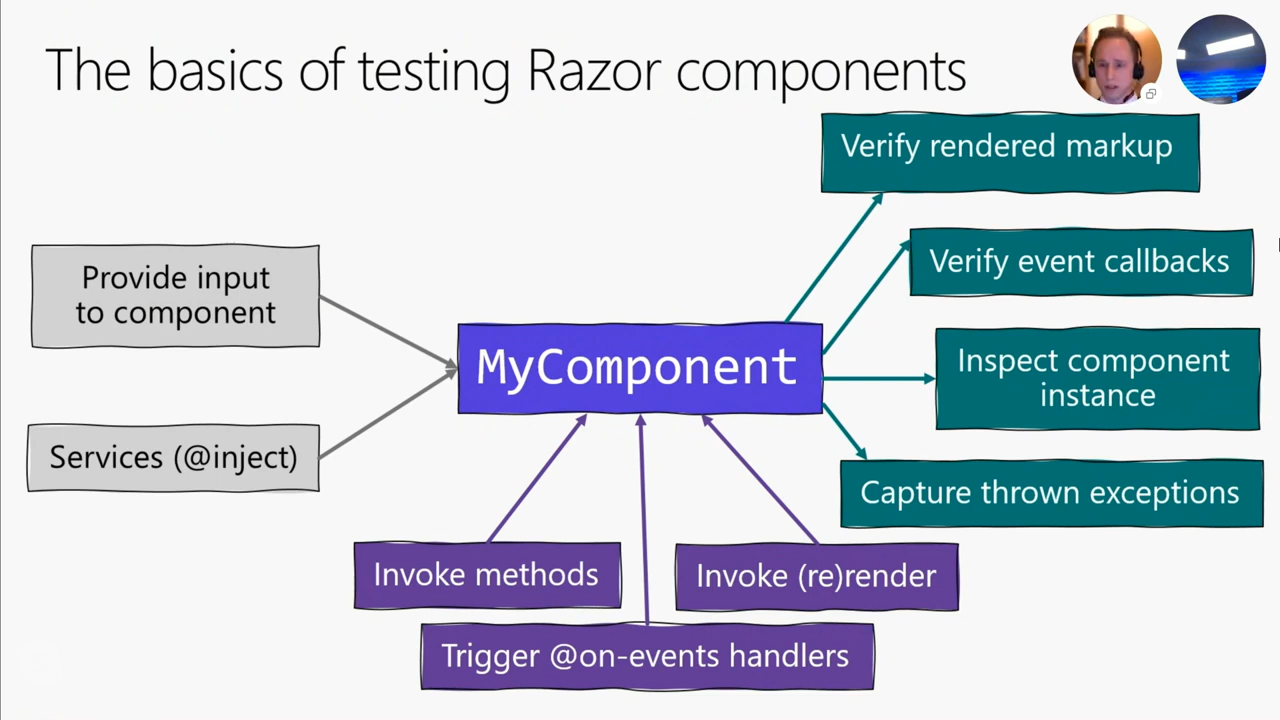 The basics of testing Razor components
Verify rendered markup
Verify event callbacks
Provide input
to component
MyComponent
Inspect component
instance
Services (@inject)
Capture thrown exceptions
Invoke methods
Invoke (re)render
Trigger @on-events handlers